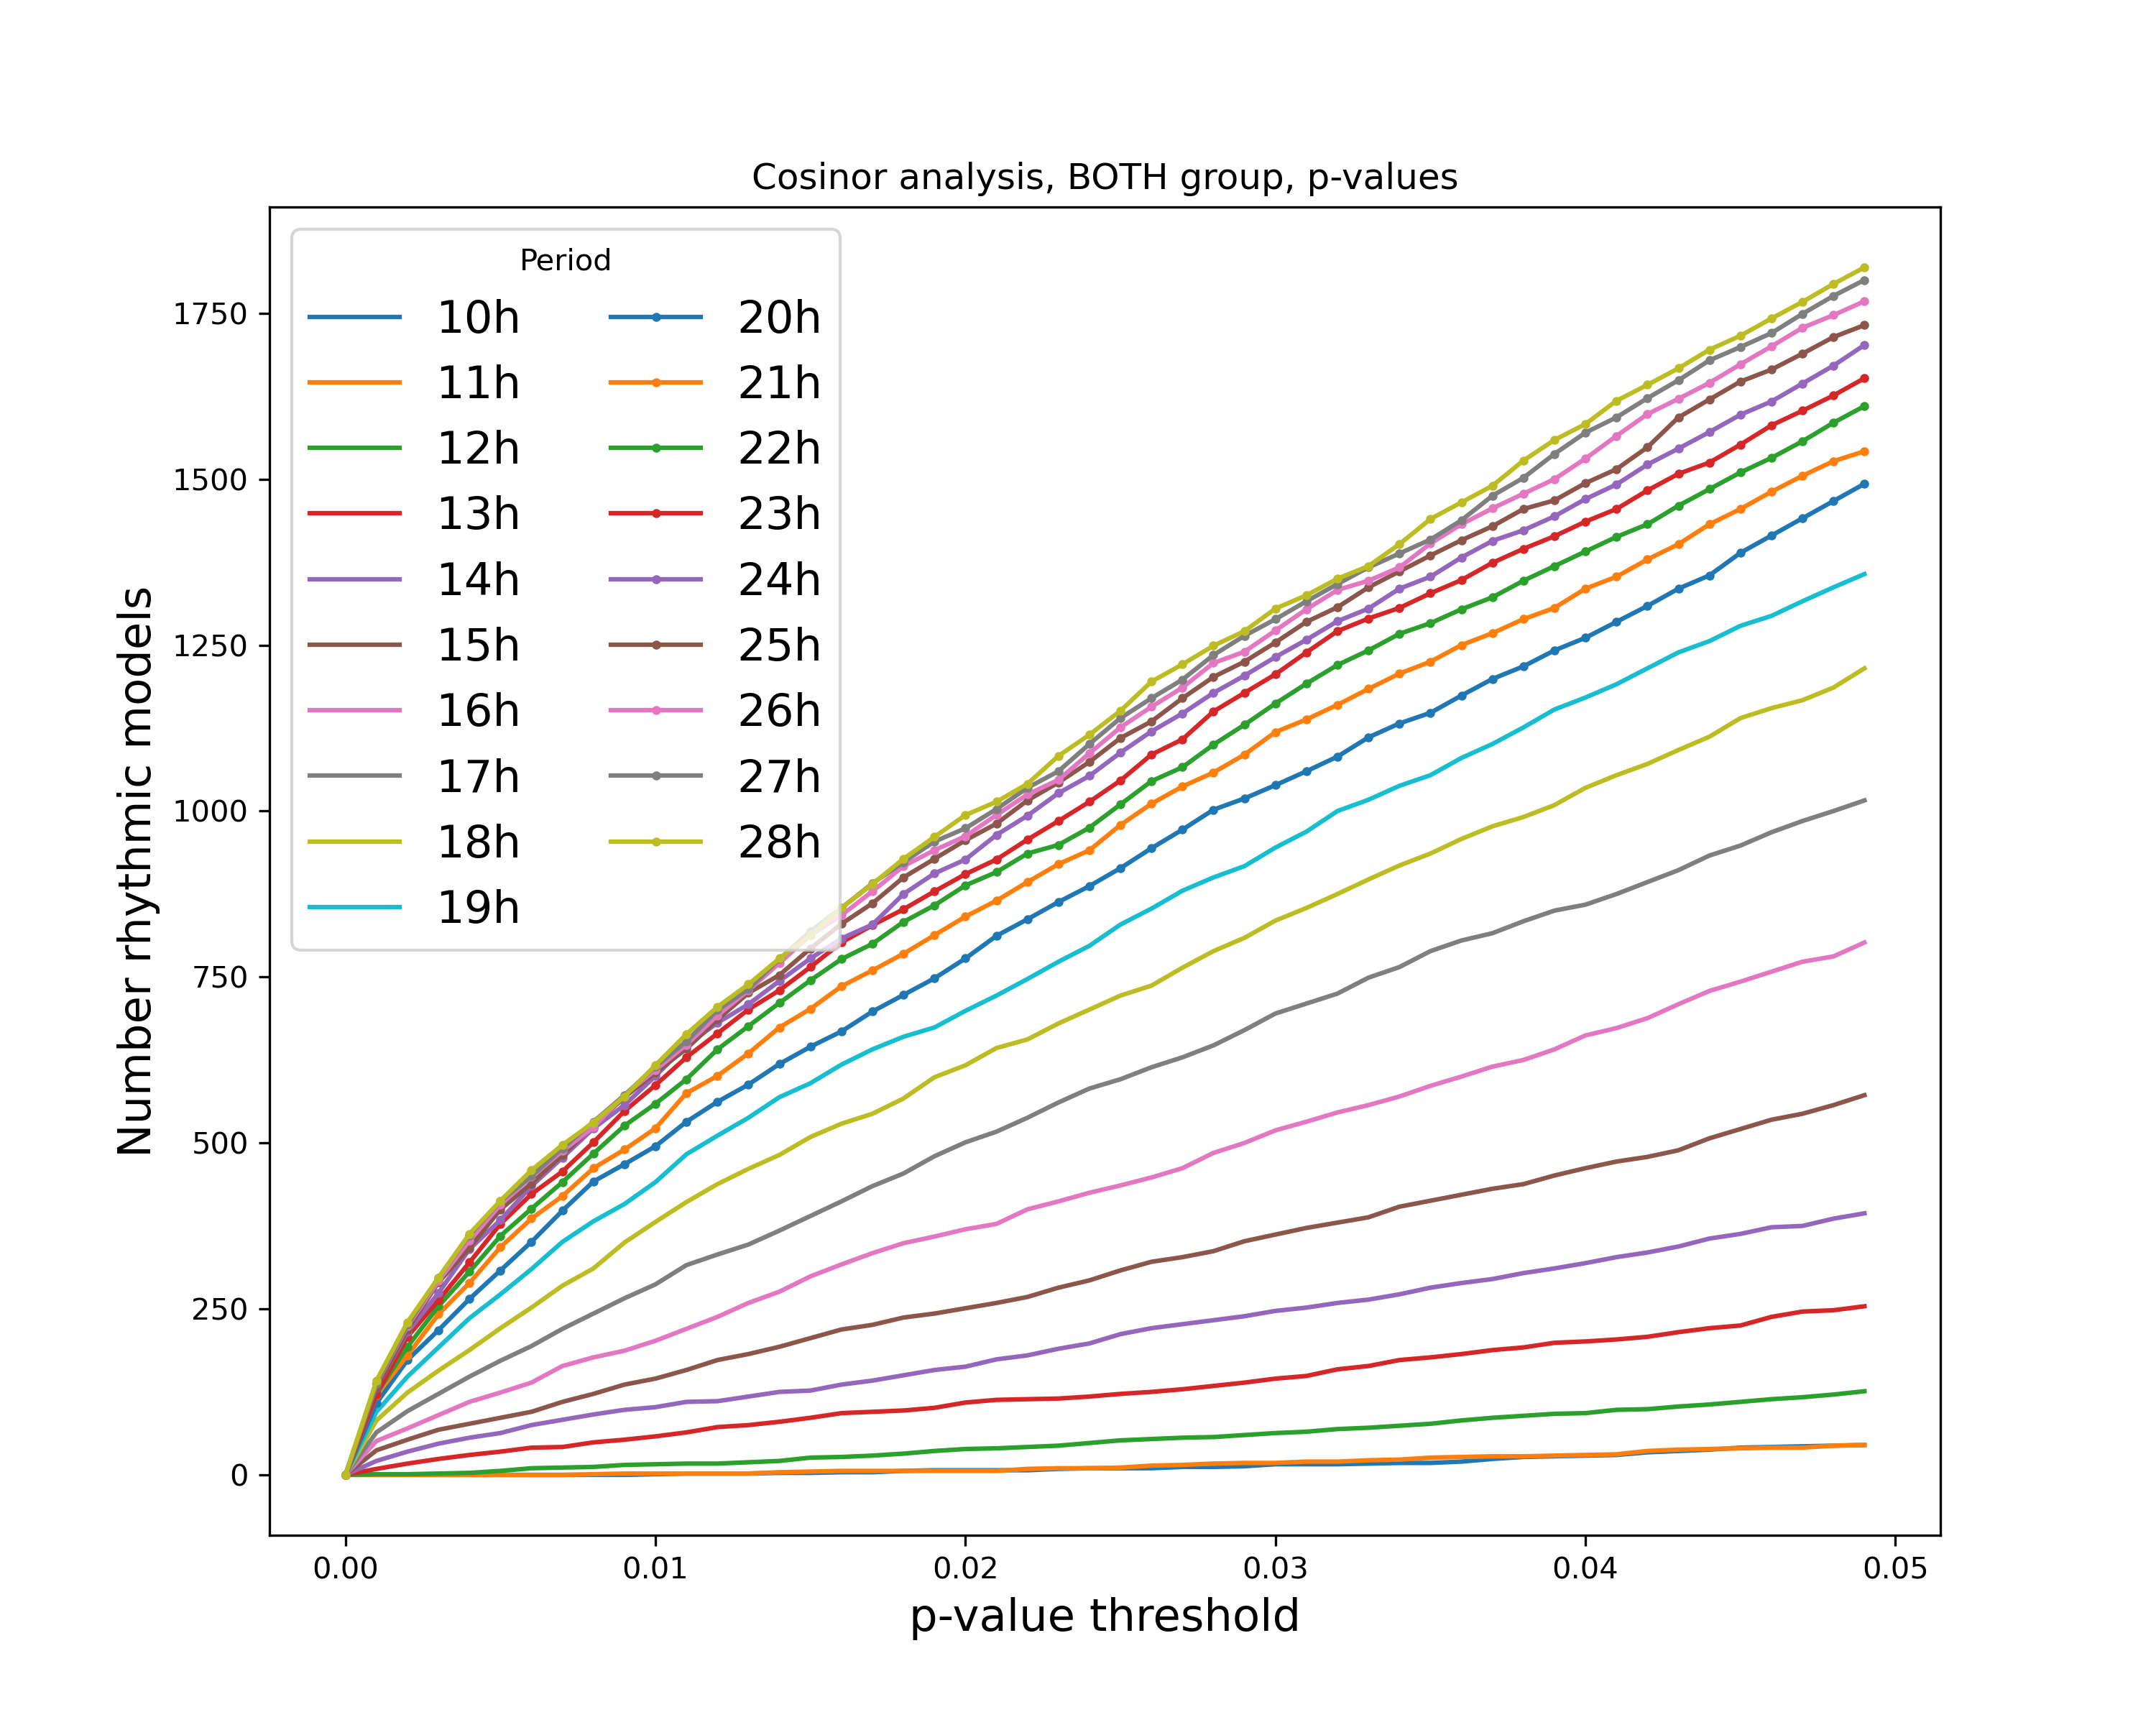 Cosinor analysis, BOTH group, p-values
Period
10h 20h
11h 21h
12h 22h
13h 23h
14h 24h
15h 25h
16h 26h
17h 27h
18h 28h
19h
1750
1500
1250
1000
750
500
250
0
Number rhythmic models
0.00 0.01 0.02 0.03 0.04 0.05
p-value threshold